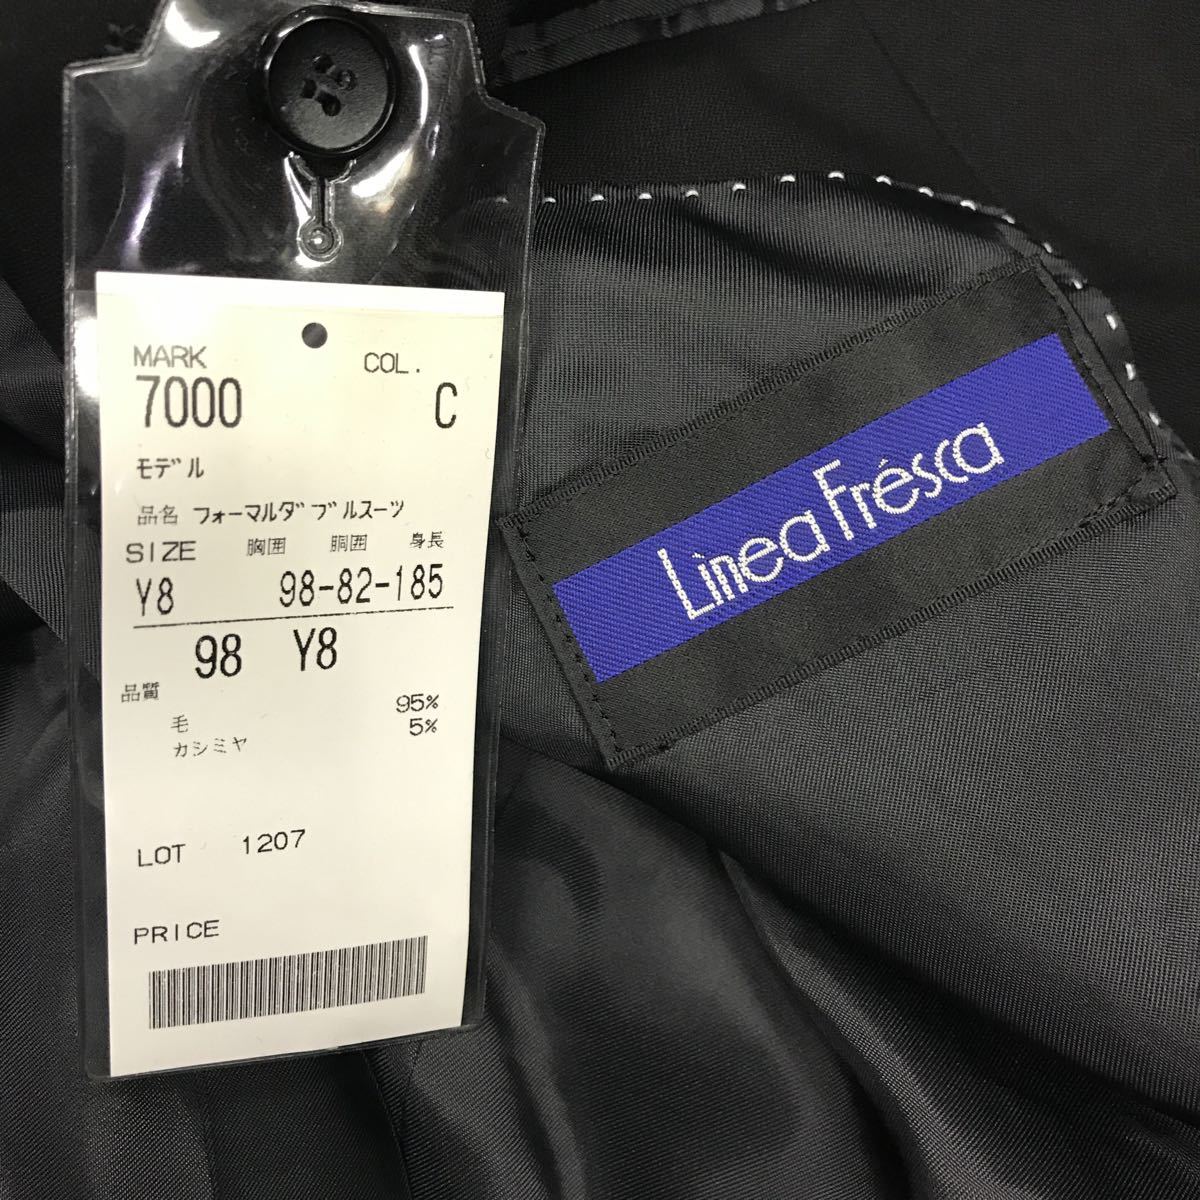 MARK COL.
7000 C
モデル
品名 フォーマルダブルスーツ
SIZE 胸囲 胴囲 身長
Y8 98-82-185
98 Y8
品質
毛 95%
カシミヤ 5%
LOT 1207
PRICE
Linea Frésca